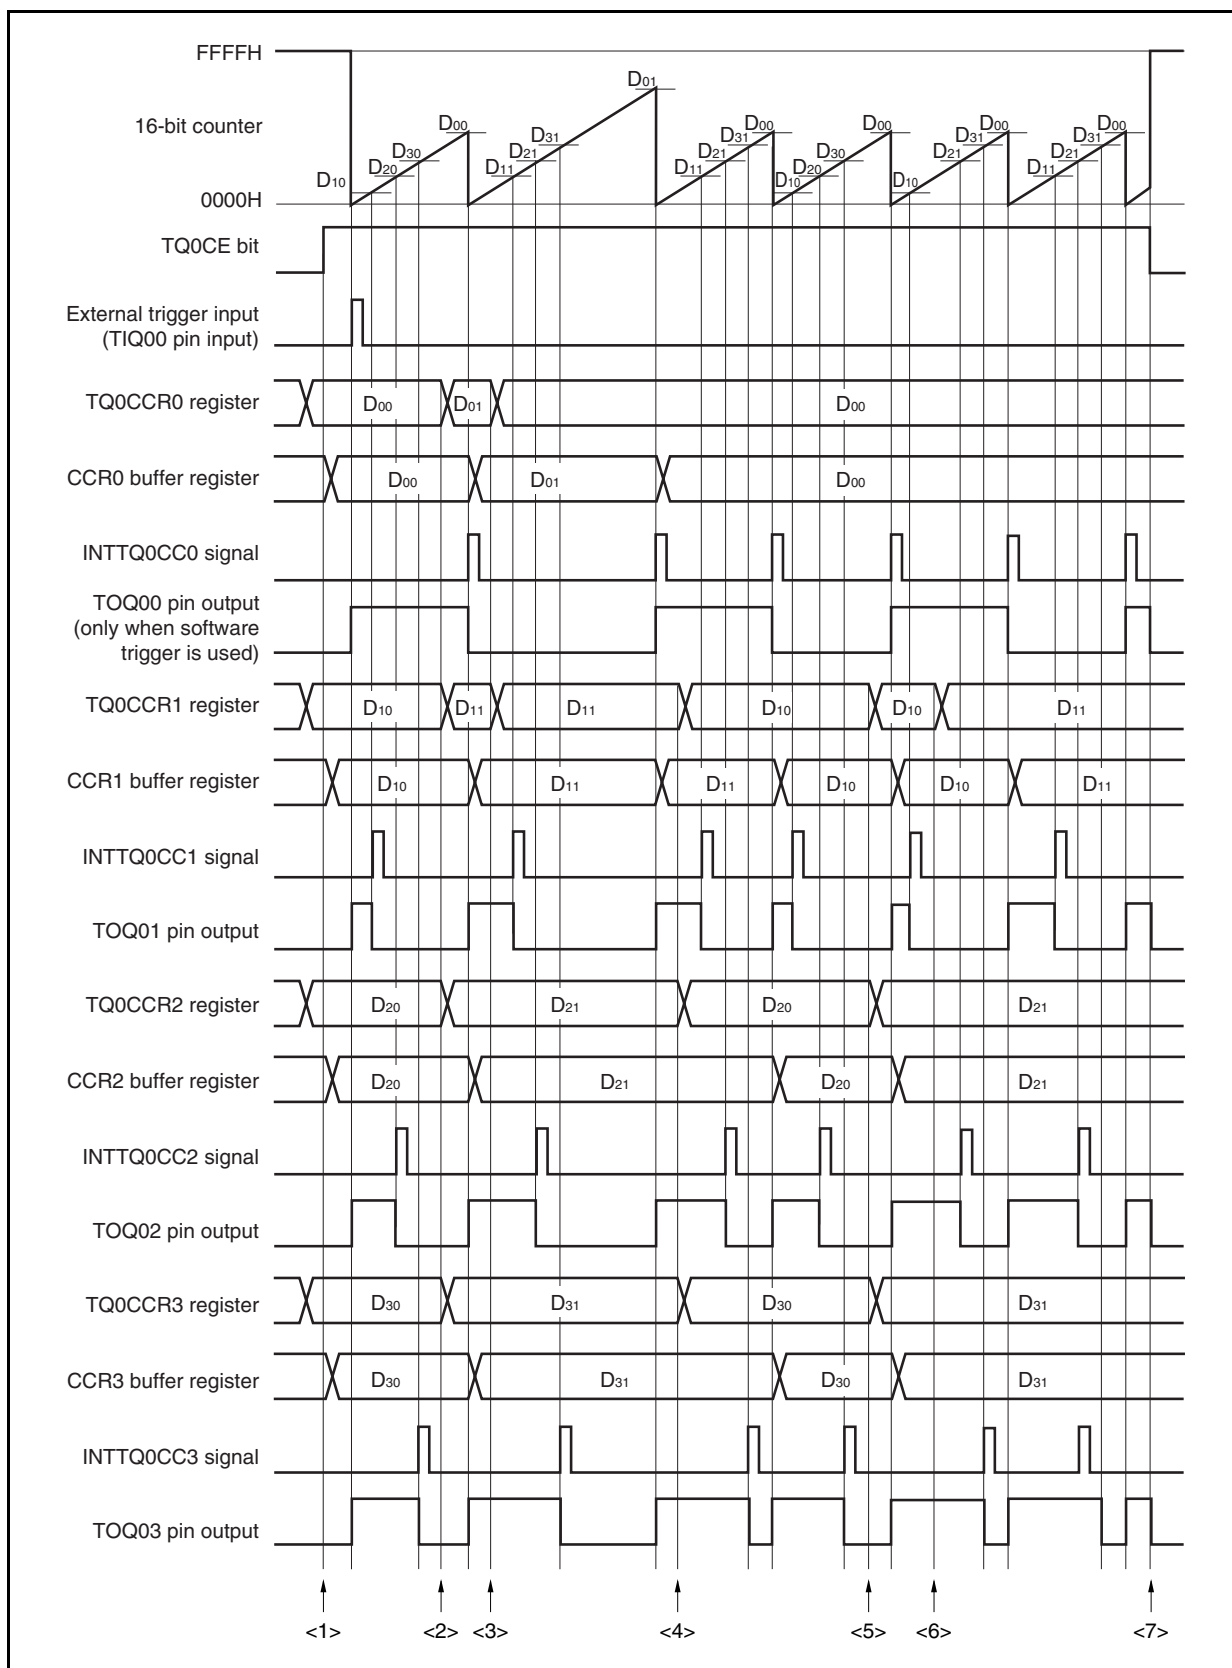 FFFFH
D01
16-bit counter
D00 D31 D31 D00 D00 D31 D00 D31 D00
D30 D21 D21 D30 D21 D21
D20 D11 D11 D20 D11
D10 D10 D10
0000H
TQ0CE bit
External trigger input
(TIQ00 pin input)
TQ0CCR0 register D00 D01 D00
CCR0 buffer register D00 D01 D00
INTTQ0CC0 signal
TOQ00 pin output
(only when software
trigger is used)
TQ0CCR1 register D10 D11 D11 D10 D10 D11
CCR1 buffer register D10 D11 D11 D10 D10 D11
INTTQ0CC1 signal
TOQ01 pin output
TQ0CCR2 register D20 D21 D20 D21
CCR2 buffer register D20 D21 D20 D21
INTTQ0CC2 signal
TOQ02 pin output
TQ0CCR3 register D30 D31 D30 D31
CCR3 buffer register D30 D31 D30 D31
INTTQ0CC3 signal
TOQ03 pin output
<1> <2> <3> <4> <5> <6> <7>